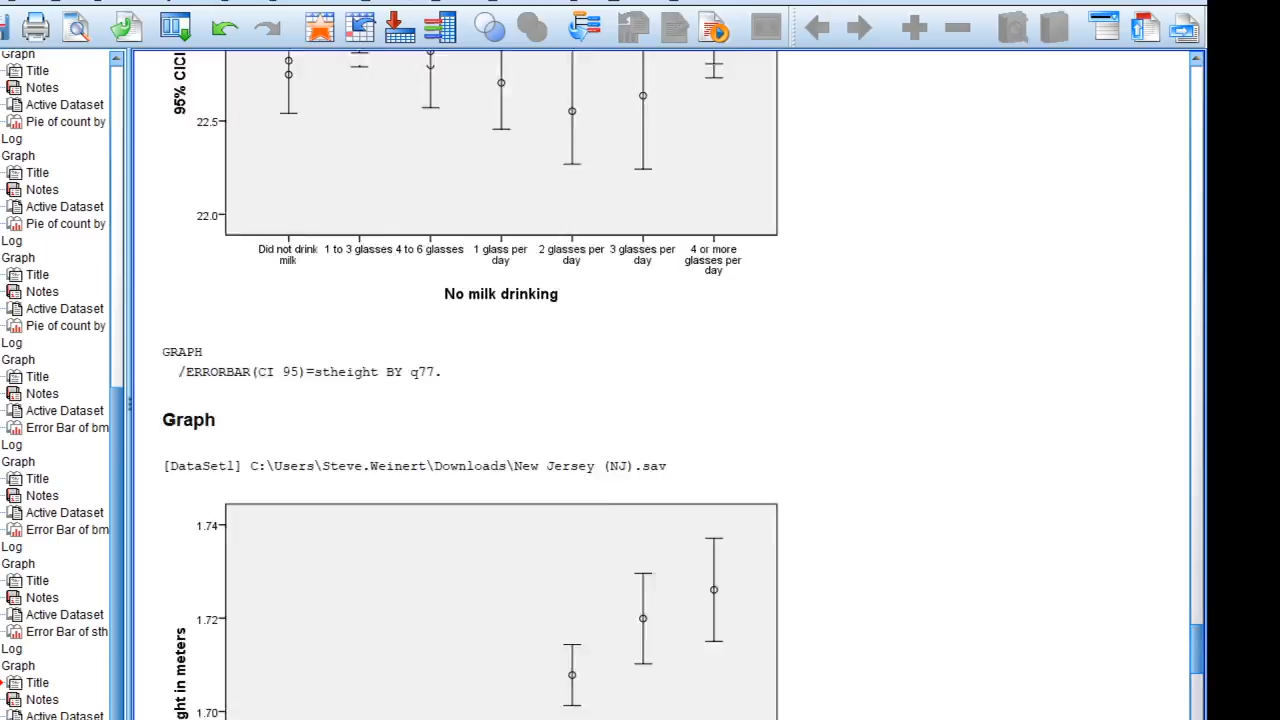 Graph
Title
Notes
Active Dataset
Pie of count by
Log
Graph
Title
Notes
Active Dataset
Pie of count by
Log
Graph
Title
Notes
Active Dataset
Pie of count by
Log
Graph
Title
Notes
Active Dataset
Error Bar of bm
Log
Graph
Title
Notes
Active Dataset
Error Bar of bm
Log
Graph
Title
Notes
Active Dataset
Error Bar of sth
Log
Graph
Title
Notes
Active Dataset
95% CI
22.5
22.0
Did not drink
milk
1 to 3 glasses
4 to 6 glasses
1 glass per
day
2 glasses per
day
3 glasses per
day
4 or more
glasses per
day
No milk drinking
GRAPH
/ERRORBAR(CI 95)=stheight BY q77.
Graph
[DataSet1] C:\Users\Steve.Weinert\Downloads\New Jersey (NJ).sav
1.74
1.72
1.70
ght in meters